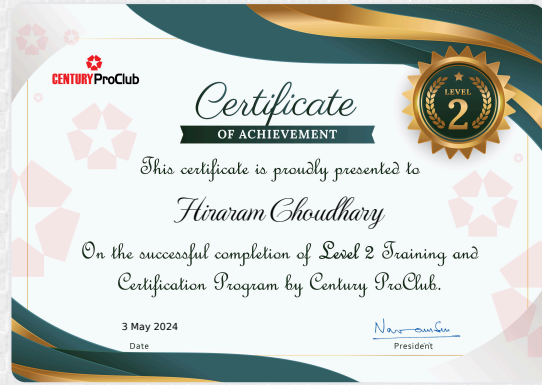 CENTURY ProClub
LEVEL
2
Certificate
OF ACHIEVEMENT
This certificate is proudly presented to
Hiraram Choudhary
On the successful completion of Level 2 Training and
Certification Program by Century ProClub.
3 May 2024
Date
President